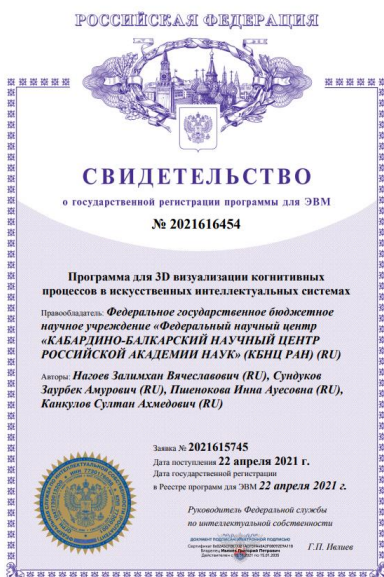 РОССИЙСКАЯ ФЕДЕРАЦИЯ
СВИДЕТЕЛЬСТВО
о государственной регистрации программы для ЭВМ
№ 2021616454
Программа для 3D визуализации когнитивных
процессов в искусственных интеллектуальных системах
Правообладатель: Федеральное государственное бюджетное
научное учреждение «Федеральный научный центр
«КАБАРДИНО-БАЛКАРСКИЙ НАУЧНЫЙ ЦЕНТР
РОССИЙСКОЙ АКАДЕМИИ НАУК» (КБНЦ РАН) (RU)
Авторы: Нагоев Залимхан Вячеславович (RU), Сундуков
Заурбек Амурович (RU), Пшенокова Инна Ауесовна (RU),
Канкулов Султан Ахмедович (RU)
Заявка № 2021615745
Дата поступления 22 апреля 2021 г.
Дата государственной регистрации
в Реестре программ для ЭВМ 22 апреля 2021 г.
Руководитель Федеральной службы
по интеллектуальной собственности
ДОКУМЕНТ ПОДПИСАН ЭЛЕКТРОННОЙ ПОДПИСЬЮ
Г.П. Ивлиев